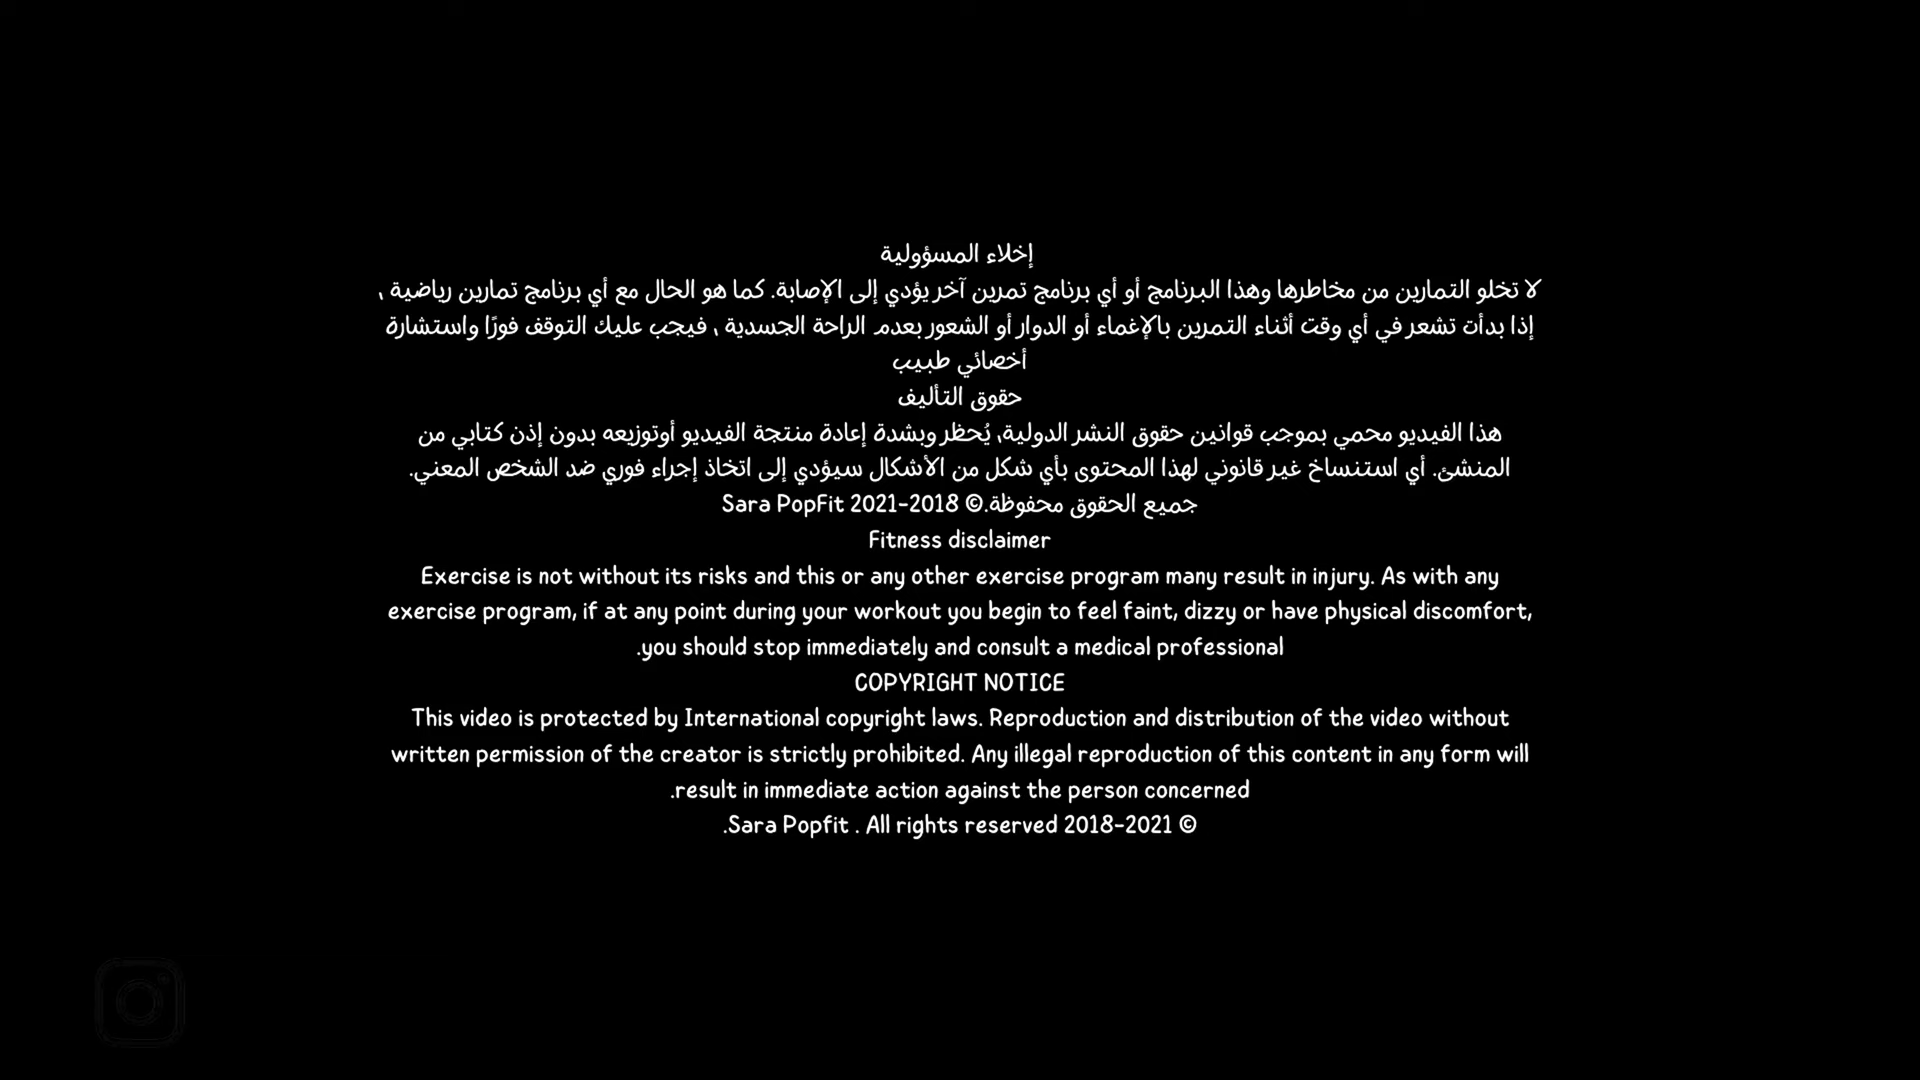 إخلاء المسؤولية
لا تخلو التمارين من مخاطرها وهذا البرنامج أو أي برنامج تمرين آخر يؤدي إلى الإصابة. كما هو الحال مع أي برنامج تمارين رياضية ،
إذا بدأت تشعر في أي وقت أثناء التمرين بالإغماء أو الدوار أو الشعور بعدم الراحة الجسدية ، فيجب عليك التوقف فورًا واستشارة
أخصائي طبيب
حقوق التأليف
هذا الفيديو محمي بموجب قوانين حقوق النشر الدولية، يُحظر وبشدة إعادة منتجة الفيديو أوتوزيعه بدون إذن كتابي من
المنشئ. أي استنساخ غير قانوني لهذا المحتوى بأي شكل من الأشكال سيؤدي إلى اتخاذ إجراء فوري ضد الشخص المعني.
جميع الحقوق محفوظة.© 2018-2021 Sara PopFit
Fitness disclaimer
Exercise is not without its risks and this or any other exercise program many result in injury. As with any
exercise program, if at any point during your workout you begin to feel faint, dizzy or have physical discomfort,
.you should stop immediately and consult a medical professional
COPYRIGHT NOTICE
This video is protected by International copyright laws. Reproduction and distribution of the video without
written permission of the creator is strictly prohibited. Any illegal reproduction of this content in any form will
.result in immediate action against the person concerned
.Sara Popfit . All rights reserved 2018-2021 ©